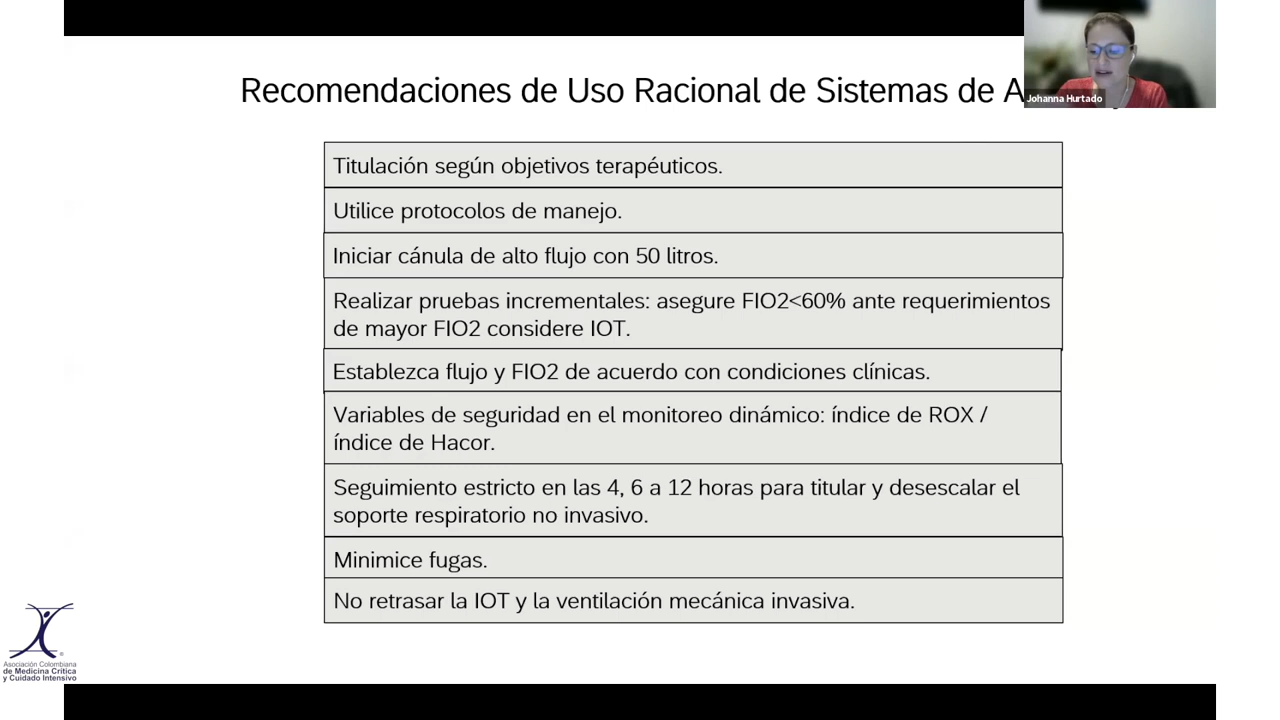 Recomendaciones de Uso Racional de Sistemas de A
Johanna Hurtado
Titulación según objetivos terapéuticos.
Utilice protocolos de manejo.
Iniciar cánula de alto flujo con 50 litros.
Realizar pruebas incrementales: asegure FIO2<60% ante requerimientos
de mayor FIO2 considere IOT.
Establezca flujo y FIO2 de acuerdo con condiciones clínicas.
Variables de seguridad en el monitoreo dinámico: índice de ROX /
índice de Hacor.
Seguimiento estricto en las 4, 6 a 12 horas para titular y desescalar el
soporte respiratorio no invasivo.
Minimice fugas.
No retrasar la IOT y la ventilación mecánica invasiva.
Asociación Colombiana
de Medicina Crítica
y Cuidado Intensivo